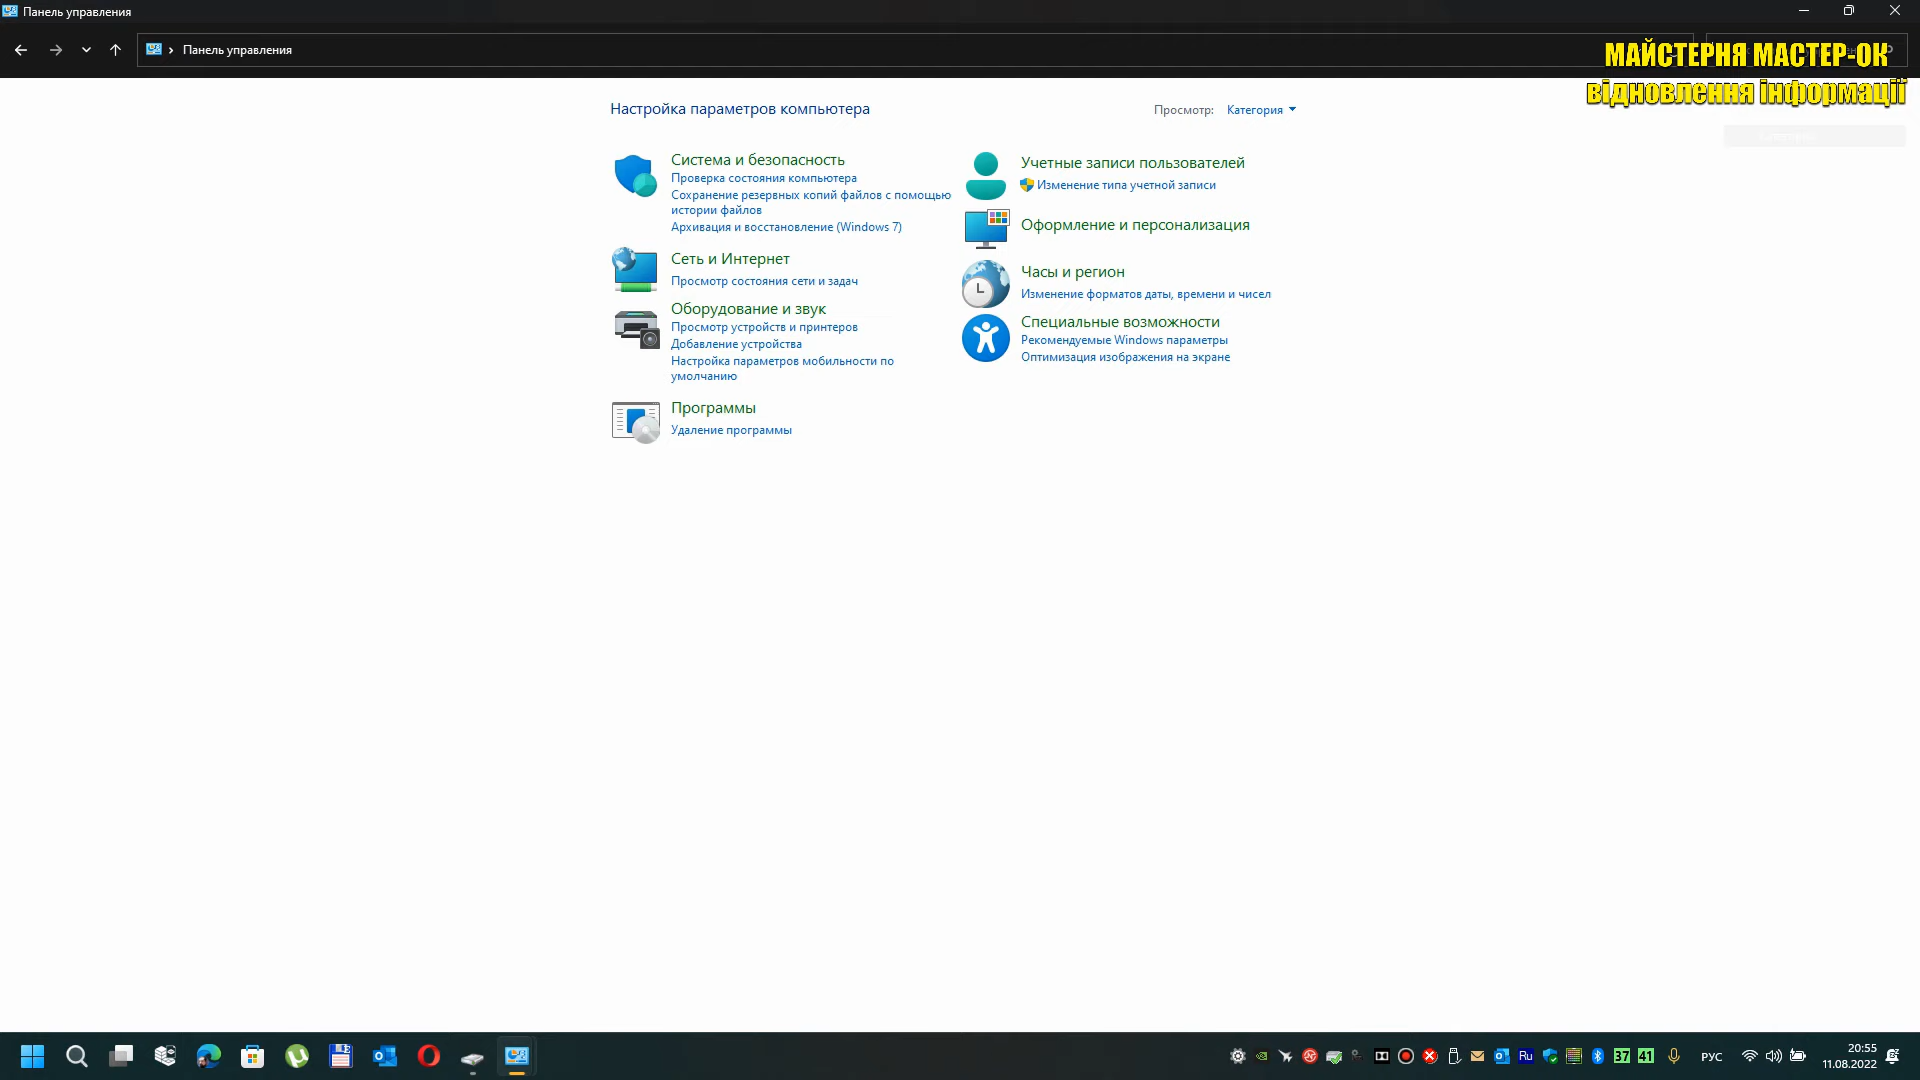 Панель управления
Панель управления
МАЙСТЕРНЯ МАСТЕР-ОК
відновлення інформації
Настройка параметров компьютера
Просмотр: Категория
Система и безопасность
Проверка состояния компьютера
Сохранение резервных копий файлов с помощью
истории файлов
Архивация и восстановление (Windows 7)
Сеть и Интернет
Просмотр состояния сети и задач
Оборудование и звук
Просмотр устройств и принтеров
Добавление устройства
Настройка параметров мобильности по
умолчанию
Программы
Удаление программы
Учетные записи пользователей
Изменение типа учетной записи
Оформление и персонализация
Часы и регион
Изменение форматов даты, времени и чисел
Специальные возможности
Рекомендуемые Windows параметры
Оптимизация изображения на экране
Ru
37
41
РУС
20:55
11.08.2022